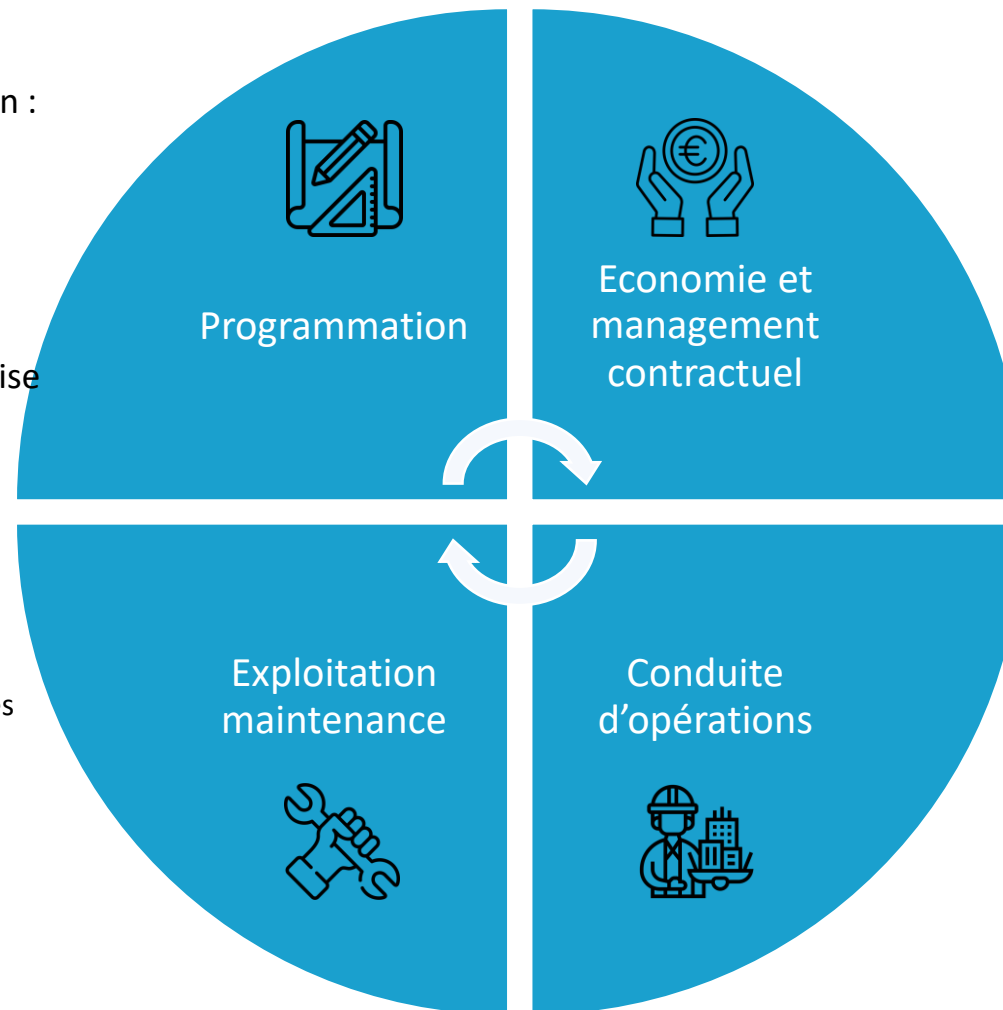 n :
Programmation
Economie et
management
contractuel
€
ise
Exploitation
maintenance
Conduite
d’opérations
s